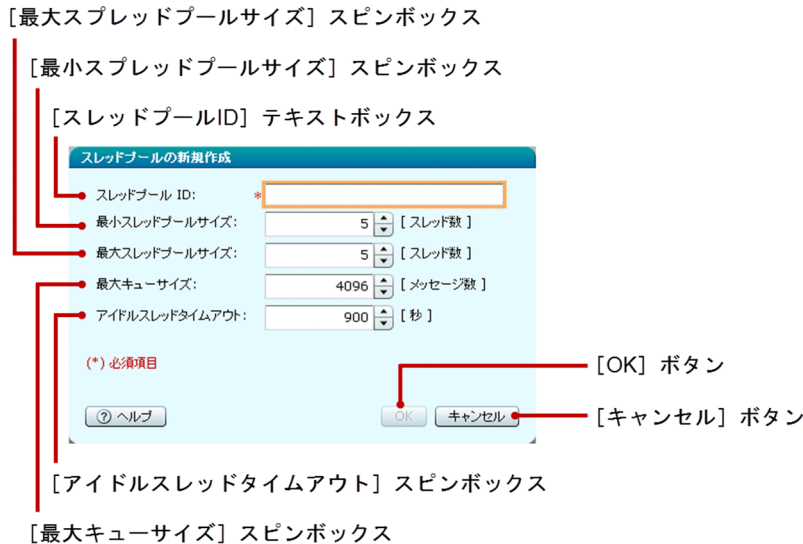 [最大スプレッドプールサイズ] スピンボックス
[最小スプレッドプールサイズ] スピンボックス
[スレッドプールID] テキストボックス
スレッドプールの新規作成
スレッドプール ID: *
最小スレッドプールサイズ: 5 [ スレッド数 ]
最大スレッドプールサイズ: 5 [ スレッド数 ]
最大キューサイズ: 4096 [ メッセージ数 ]
アイドルスレッドタイムアウト: 900 [ 秒 ]
(*) 必須項目
[OK] ボタン
? ヘルプ OK キャンセル
[キャンセル] ボタン
[アイドルスレッドタイムアウト] スピンボックス
[最大キューサイズ] スピンボックス